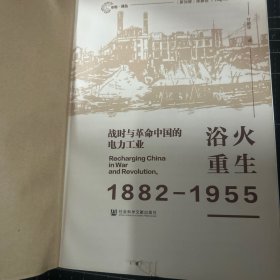 战时与革命中国的
电力工业
Recharging China
in War
and Revolution,
浴火
重生
1882-1955
社会科学文献出版社